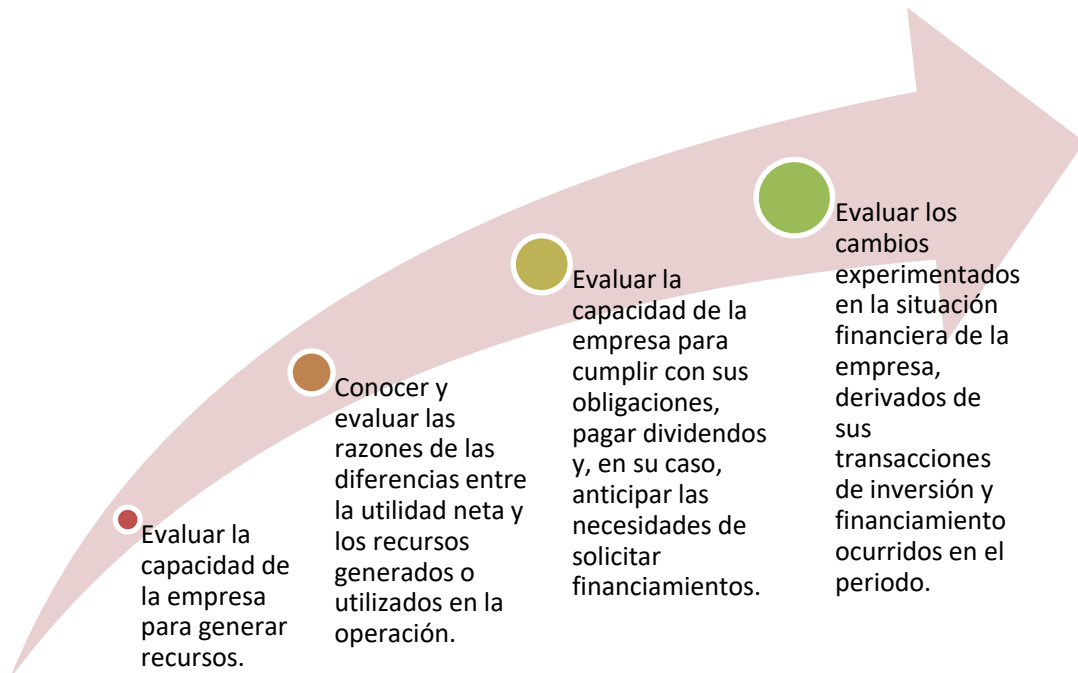 Evaluar la
capacidad de
la empresa
para generar
recursos.
Conocer y
evaluar las
razones de las
diferencias entre
la utilidad neta y
los recursos
generados o
utilizados en la
operación.
Evaluar la
capacidad de la
empresa para
cumplir con sus
obligaciones,
pagar dividendos
y, en su caso,
anticipar las
necesidades de
solicitar
financiamientos.
Evaluar los
cambios
experimentados
en la situación
financiera de la
empresa,
derivados de
sus
transacciones
de inversión y
financiamiento
ocurridos en el
periodo.